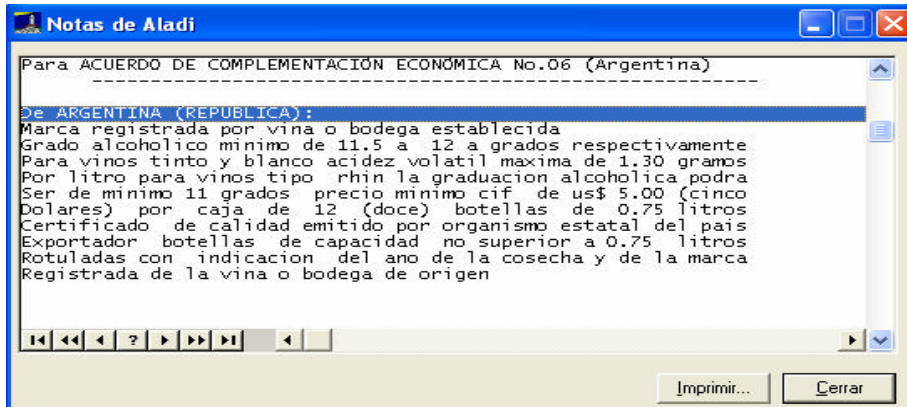 Notas de Aladi
Para ACUERDO DE COMPLEMENTACIÓN ECONÓMICA No.06 (Argentina)
---------------------------------------------------------
De ARGENTINA (REPUBLICA):
Marca registrada por vina o bodega establecida
Grado alcoholico minimo de 11.5 a  12 a grados respectivamente
Para vinos tinto y blanco acidez volatil maxima de 1.30 gramos
Por litro para vinos tipo  rhin la graduacion alcoholica podra
Ser de minimo 11 grados  precio minimo cif  de us$ 5.00 (cinco
Dolares)  por  caja  de  12  (doce)  botellas  de  0.75 litros
Certificado  de calidad emitido por organismo estatal del pais
Exportador  botellas  de capacidad  no superior a 0.75  litros
Rotuladas con  indicacion  del ano de la cosecha y de la marca
Registrada de la vina o bodega de origen
?
Imprimir...
Cerrar